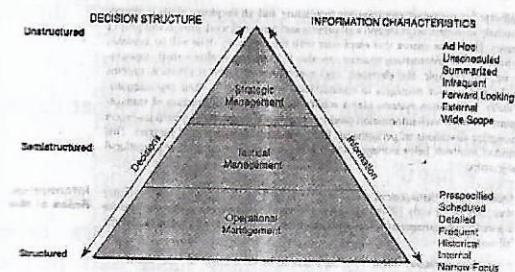 DECISION STRUCTURE
INFORMATION CHARACTERISTICS
Unstructured
Ad Hoc
Unscheduled
Summarized
Infrequent
Forward Looking
External
Wide Scope
Strategic
Management
Decisions
Information
Semistructured
Tactical
Management
Operational
Management
Prespecified
Scheduled
Detailed
Frequent
Historical
Internal
Narrow Focus
Structured